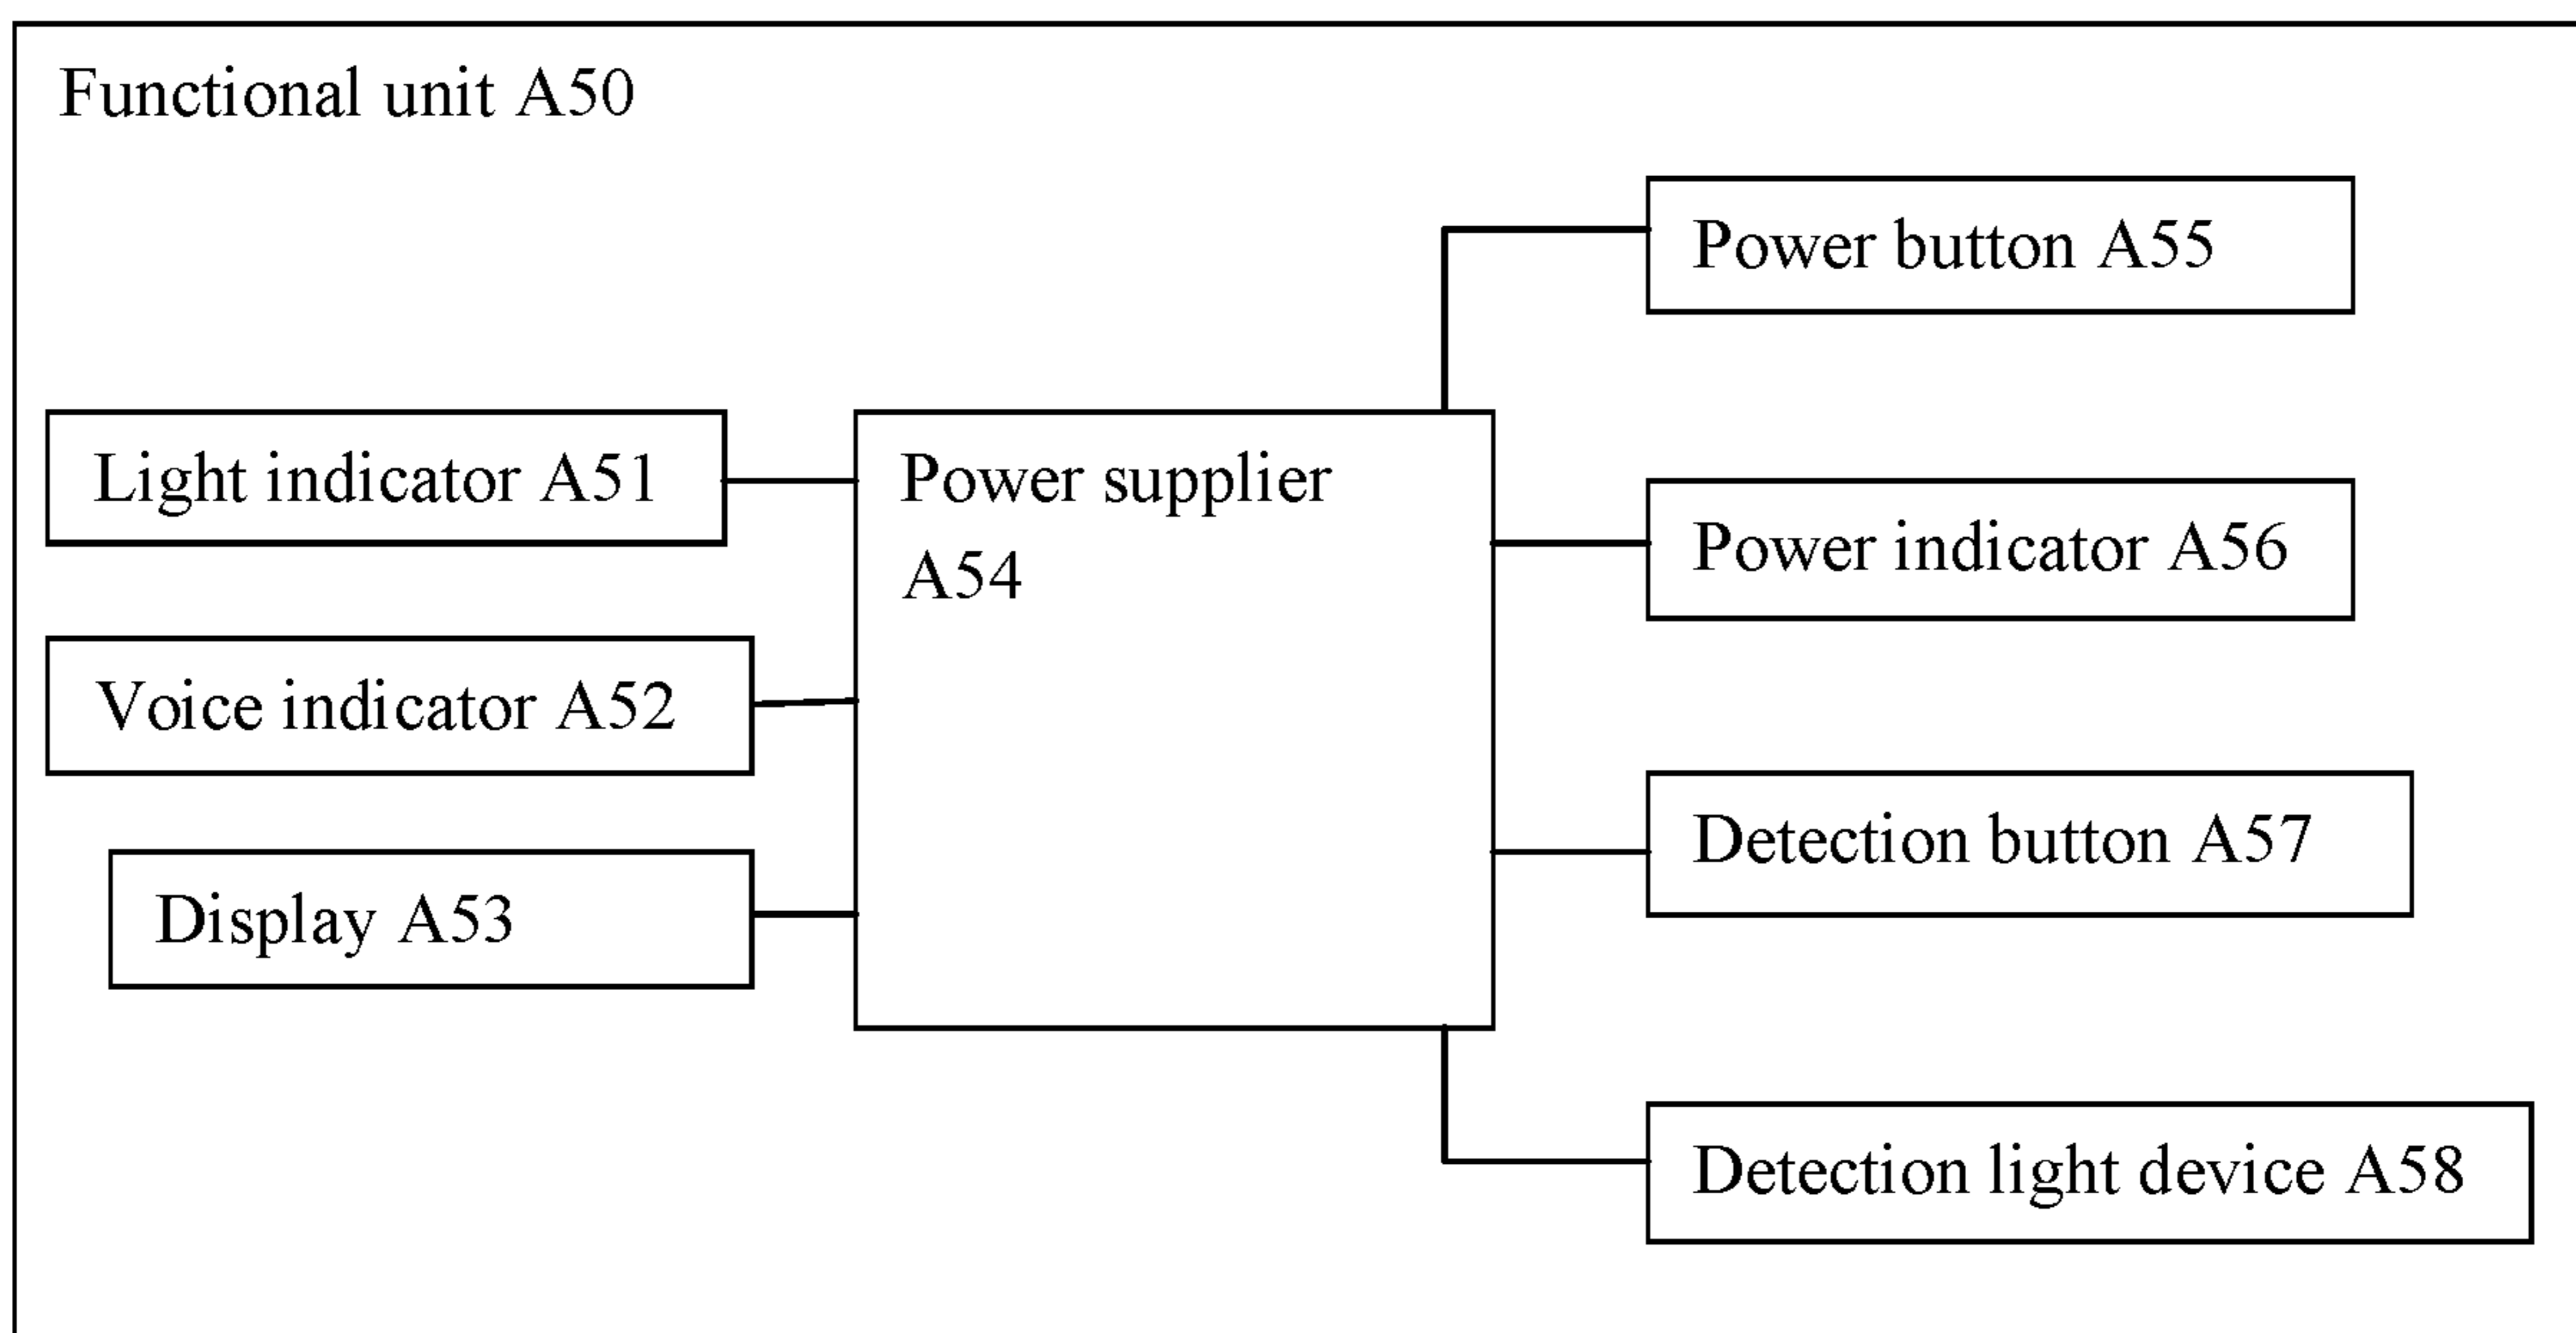 Functional unit A50
Power button A55
Light indicator A51
Power supplier
A54
Power indicator A56
Voice indicator A52
Detection button A57
Display A53
Detection light device A58